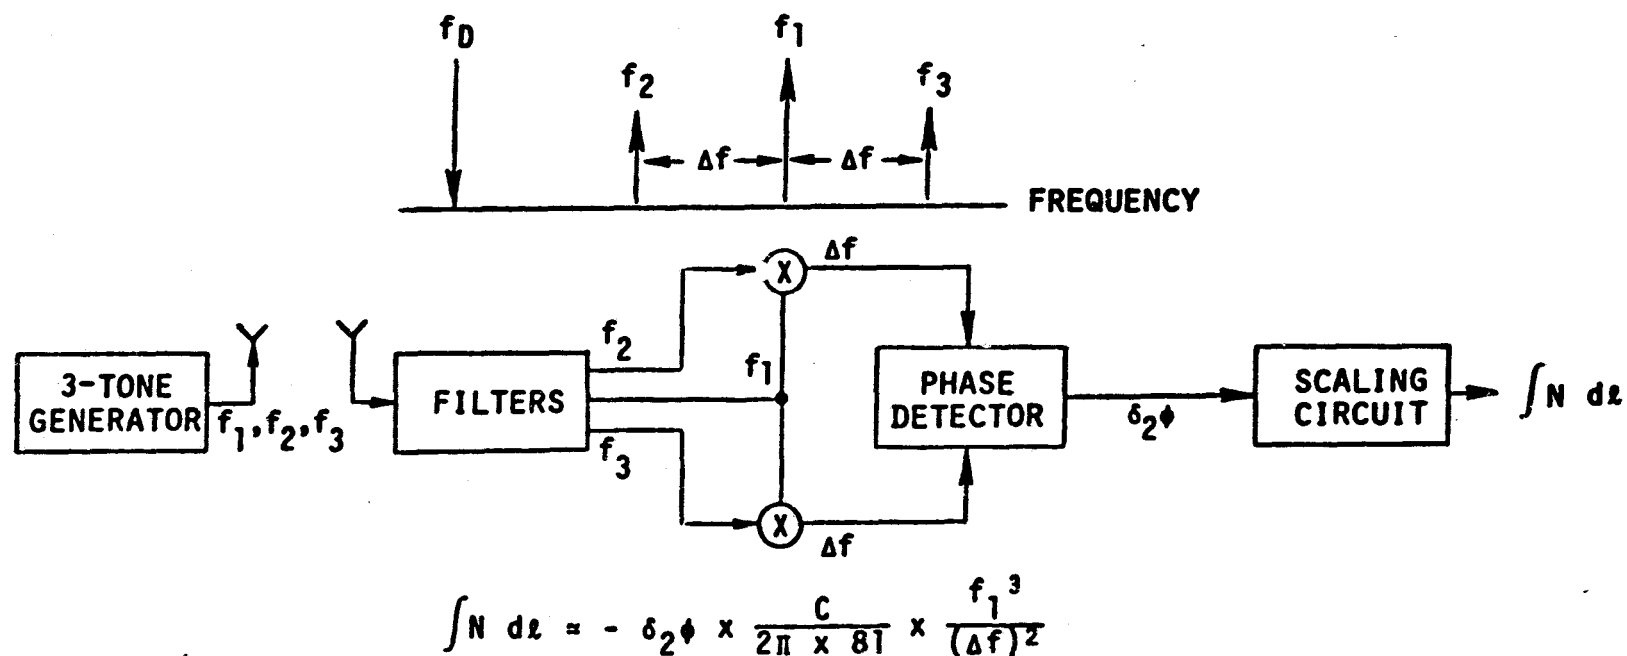 f_D
f_1
f_2
f_3
Δf
Δf
FREQUENCY
Δf
X
3-TONE GENERATOR
f_1,f_2,f_3
FILTERS
f_2
f_1
f_3
PHASE DETECTOR
δ_2ϕ
SCALING CIRCUIT
∫N dℓ
X
Δf
∫N dℓ ≈ - δ_2ϕ x C / (2Π x 81) x f_1^3 / (Δf)^2